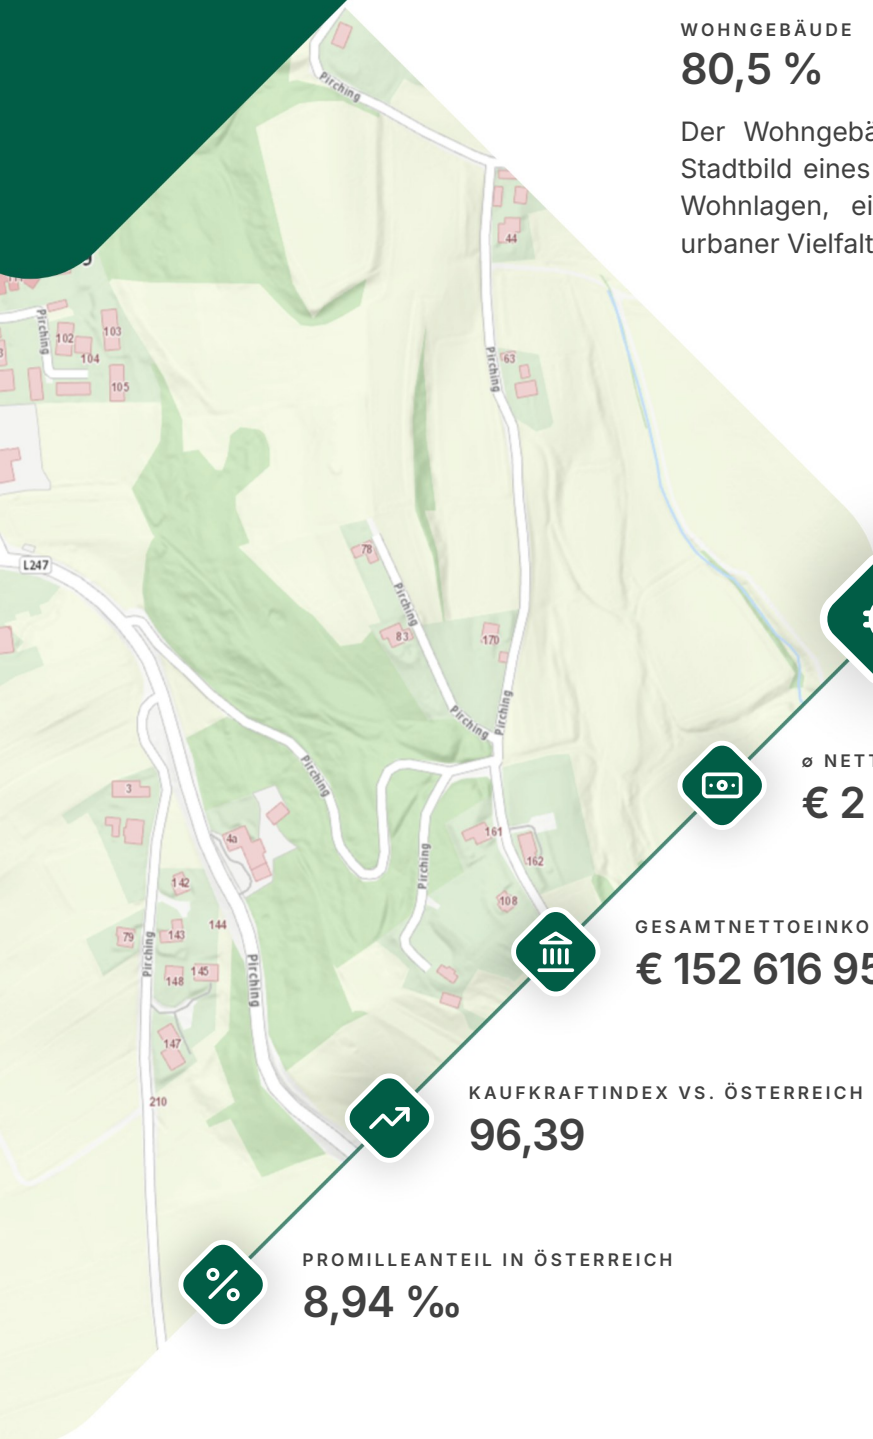 WOHNGEBÄUDE
80,5 %
Der Wohngebä
Stadtbild eines
Wohnlagen, ei
urbaner Vielfalt
Pirching
44
Pirching
102
103
104
105
Pirching
63
L247
78
Pirching
83
170
Pirching
Pirching
Pirching
3
4a
161
162
Pirching
108
142
79
143
144
Pirching
Pirching
148
145
147
210
ø NETT
€ 2
GESAMTNETTOEINKO
€ 152 616 95
KAUFKRAFTINDEX VS. ÖSTERREICH
96,39
PROMILLEANTEIL IN ÖSTERREICH
8,94 ‰